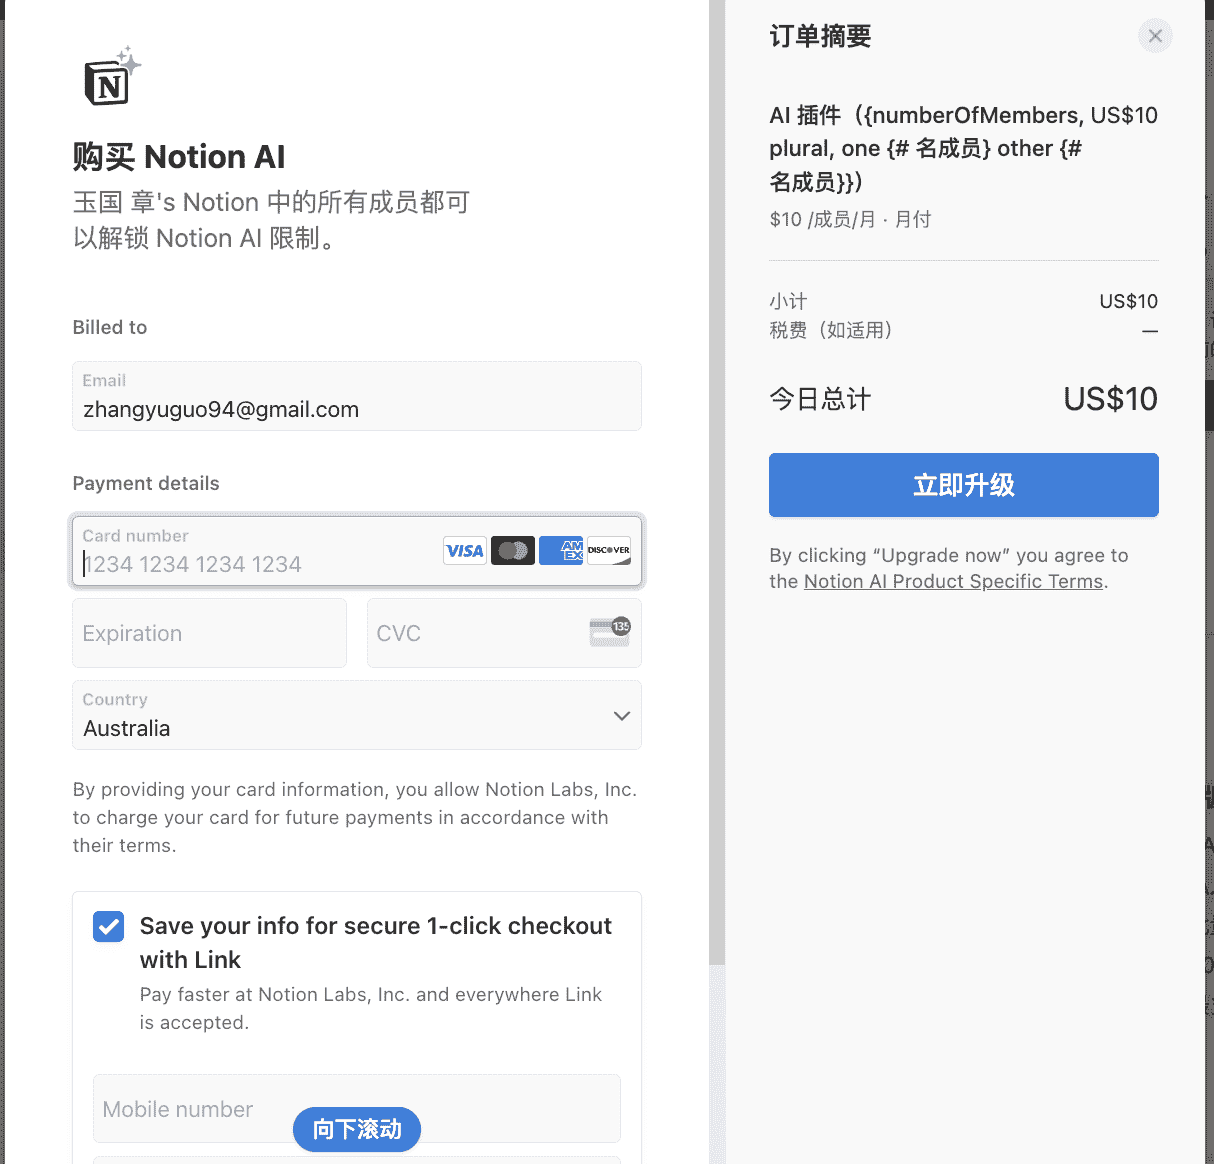 N
购买 Notion AI
玉国 章's Notion 中的所有成员都可
以解锁 Notion AI 限制。
Billed to
Email
zhangyuguo94@gmail.com
Payment details
Card number
1234 1234 1234 1234
VISA
AM
EX
DISCOVER
Expiration
CVC
135
Country
Australia
By providing your card information, you allow Notion Labs, Inc.
to charge your card for future payments in accordance with
their terms.
Save your info for secure 1-click checkout
with Link
Pay faster at Notion Labs, Inc. and everywhere Link
is accepted.
Mobile number
向下滚动
订单摘要
AI 插件（{numberOfMembers, US$10
plural, one {# 名成员} other {#
名成员}}）
$10 /成员/月 · 月付
小计 US$10
税费（如适用） —
今日总计 US$10
立即升级
By clicking “Upgrade now” you agree to
the Notion AI Product Specific Terms.